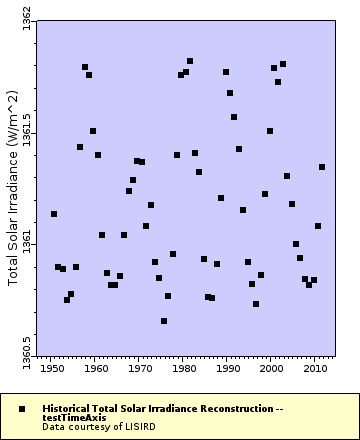 Total Solar Irradiance (W/m^2)
1362
1361.5
1361
1360.5
1950 1960 1970 1980 1990 2000 2010
Historical Total Solar Irradiance Reconstruction --
testTimeAxis
Data courtesy of LISIRD